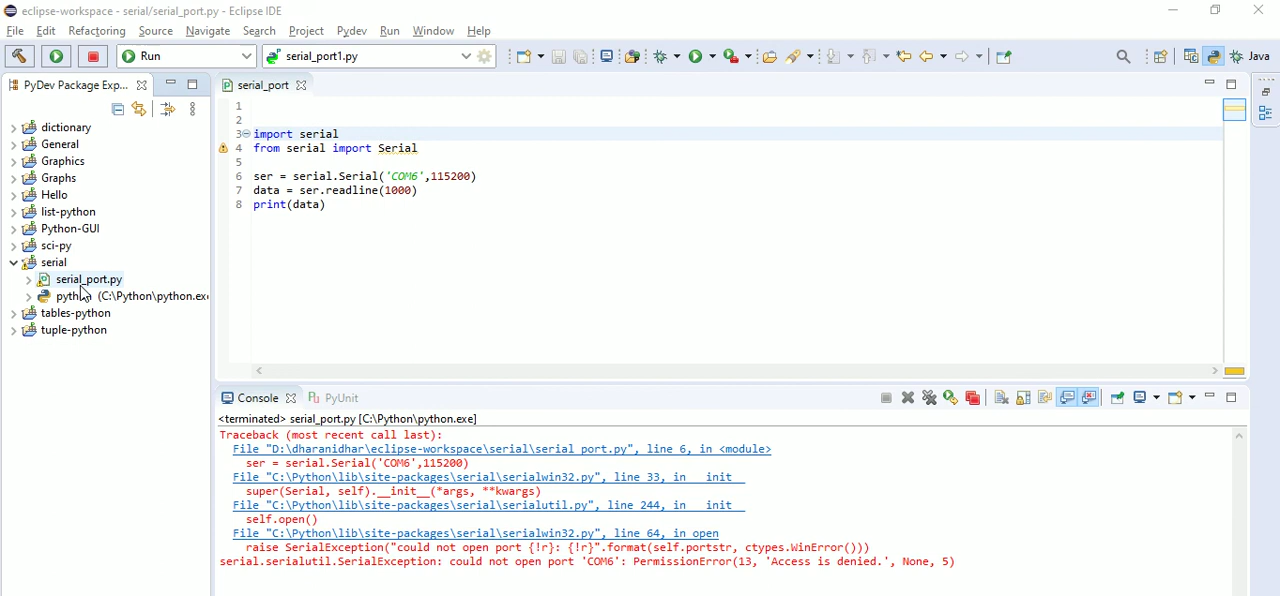 eclipse-workspace - serial/serial_port.py - Eclipse IDE
File Edit Refactoring Source Navigate Search Project Pydev Run Window Help
Run serial_port1.py Java
PyDev Package Exp...
serial_port
dictionary
General
Graphics
Graphs
Hello
list-python
Python-GUI
sci-py
serial
serial_port.py
python (C:\Python\python.exe
tables-python
tuple-python
1
2
3 import serial
4 from serial import Serial
5
6 ser = serial.Serial('COM6',115200)
7 data = ser.readline(1000)
8 print(data)
Console PyUnit
<terminated> serial_port.py [C:\Python\python.exe]
Traceback (most recent call last):
File "D:\dharanidhar\eclipse-workspace\serial\serial_port.py", line 6, in <module>
ser = serial.Serial('COM6',115200)
File "C:\Python\lib\site-packages\serial\serialwin32.py", line 33, in __init__
super(Serial, self).__init__(*args, **kwargs)
File "C:\Python\lib\site-packages\serial\serialutil.py", line 244, in __init__
self.open()
File "C:\Python\lib\site-packages\serial\serialwin32.py", line 64, in open
raise SerialException("could not open port {!r}: {!r}".format(self.portstr, ctypes.WinError()))
serial.serialutil.SerialException: could not open port 'COM6': PermissionError(13, 'Access is denied.', None, 5)